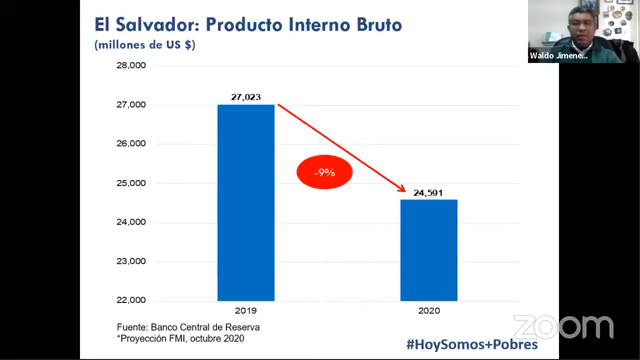 El Salvador: Producto Interno Bruto
(millones de US $)
Waldo Jimene...
28,000
27,000
26,000
25,000
24,000
23,000
22,000
27,023
-9%
24,591
2019
2020
Fuente: Banco Central de Reserva
*Proyección FMI, octubre 2020
#HoySomos+Pobres
zoom